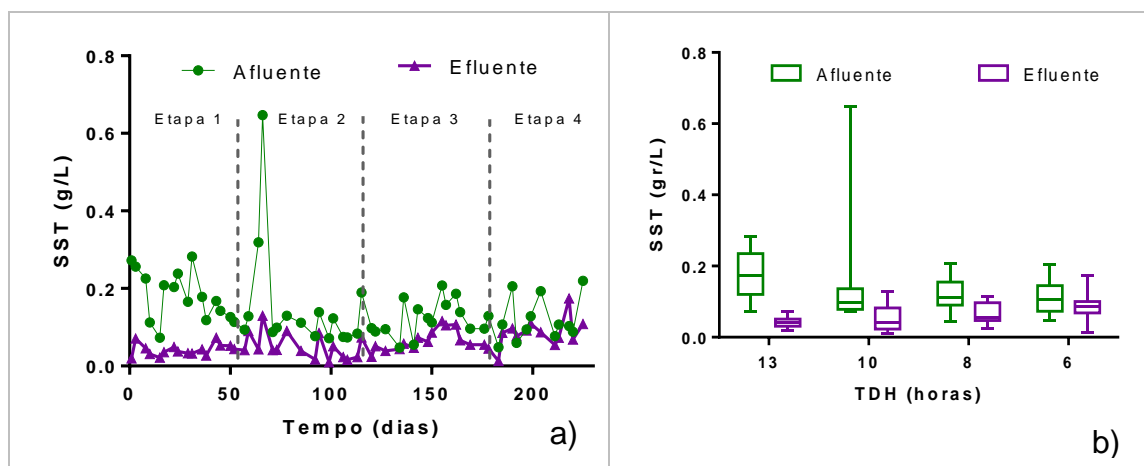 Afluente
Efluente
Etapa 1
Etapa 2
Etapa 3
Etapa 4
SST (g/L)
0.8
0.6
0.4
0.2
0.0
0
50
100
150
200
Tempo (dias)
a)
Afluente
Efluente
SST (gr/L)
0.8
0.6
0.4
0.2
0.0
13
10
8
6
TDH (horas)
b)